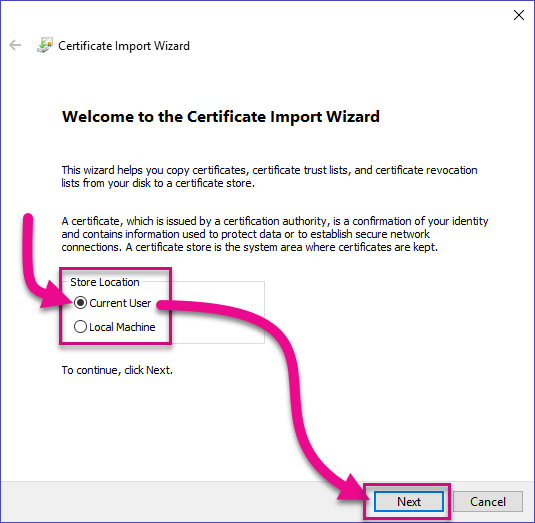 Certificate Import Wizard
Welcome to the Certificate Import Wizard
This wizard helps you copy certificates, certificate trust lists, and certificate revocation
lists from your disk to a certificate store.
A certificate, which is issued by a certification authority, is a confirmation of your identity
and contains information used to protect data or to establish secure network
connections. A certificate store is the system area where certificates are kept.
Store Location
Current User
Local Machine
To continue, click Next.
Next
Cancel